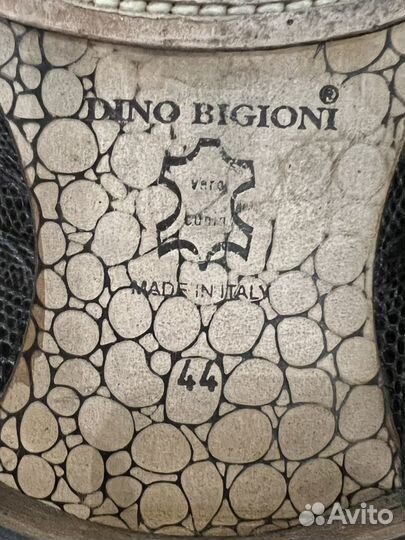 DINO BIGIONI ®
vero
cuoio
MADE IN ITALY
44
Avito